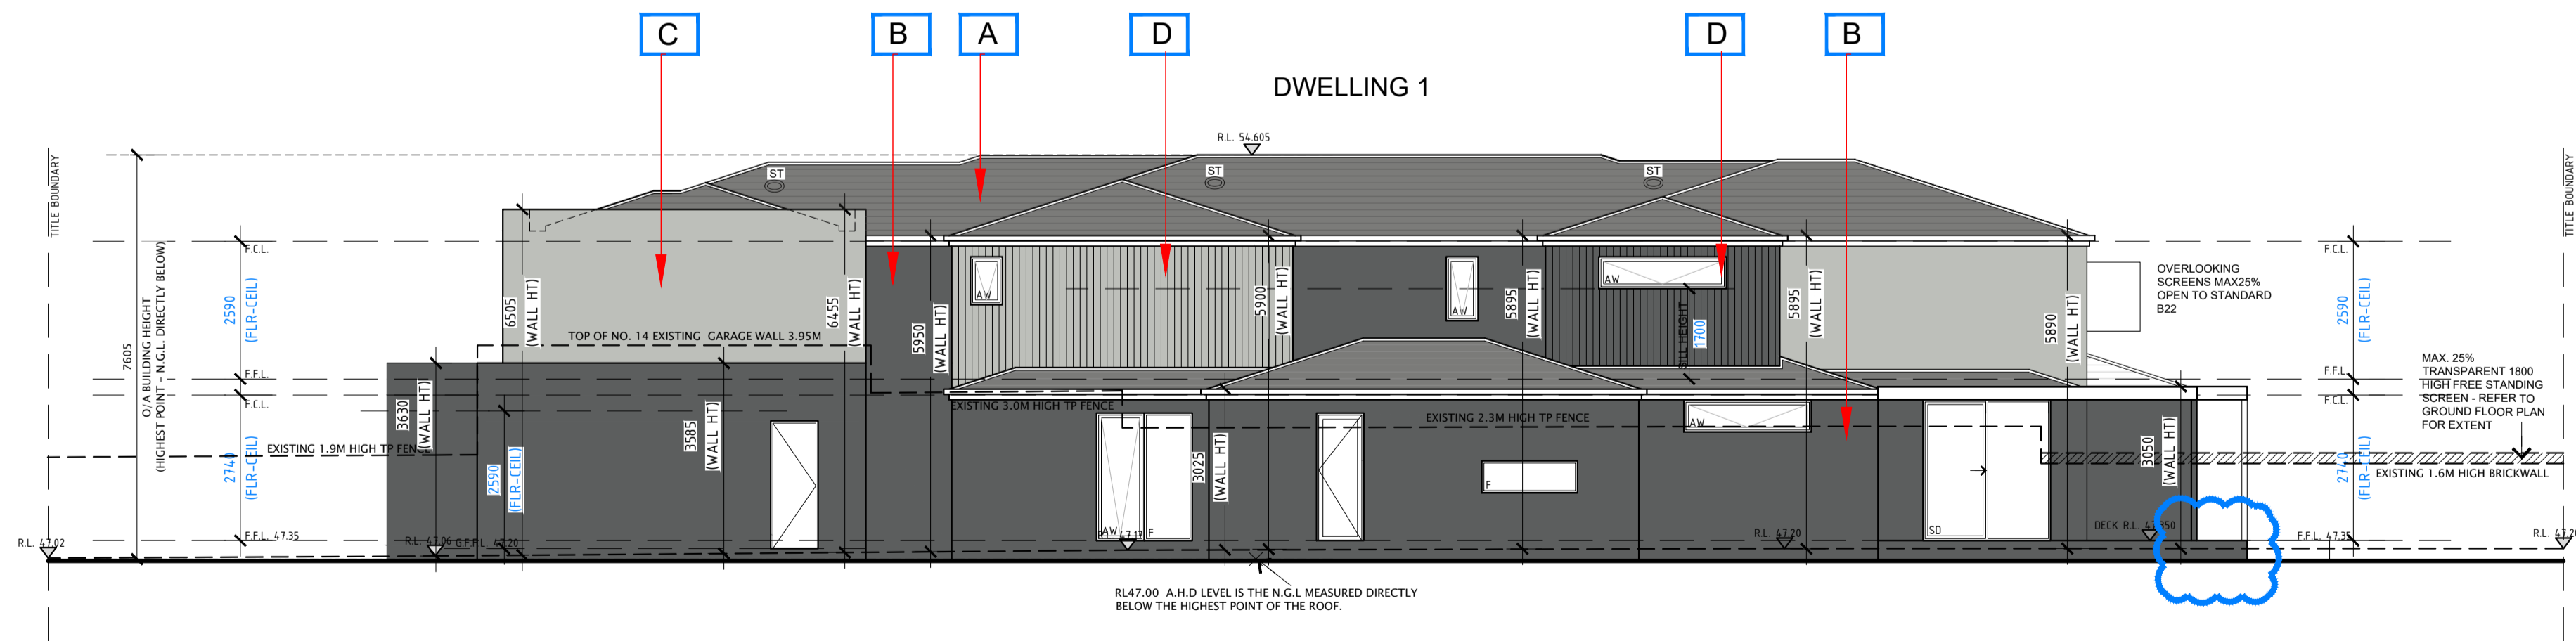 C
B
A
D
D
B
DWELLING 1
R.L. 54.605
ST
ST
ST
TITLE BOUNDARY
TITLE BOUNDARY
7605
O/A BUILDING HEIGHT
(HIGHEST POINT - N.G.L. DIRECTLY BELOW)
F.C.L.
2590
(FLR-CEIL)
F.F.L.
F.C.L.
2740
(FLR-CEIL)
F.F.L. 47.35
R.L. 47.02
EXISTING 1.9M HIGH TP FENCE
3630
(WALL HT)
R.L. 47.06
G.F.F.L. 47.20
2590
(FLR-CEIL)
6505
(WALL HT)
TOP OF NO. 14 EXISTING GARAGE WALL 3.95M
3585
(WALL HT)
6455
(WALL HT)
5950
(WALL HT)
AW
EXISTING 3.0M HIGH TP FENCE
AW
F
3025
(WALL HT)
5900
(WALL HT)
AW
5895
(WALL HT)
EXISTING 2.3M HIGH TP FENCE
F
AW
SILL HEIGHT
1700
AW
R.L. 47.20
5895
(WALL HT)
5890
(WALL HT)
SD
DECK R.L. 47.350
3050
(WALL HT)
OVERLOOKING
SCREENS MAX25%
OPEN TO STANDARD
B22
F.C.L.
2590
(FLR-CEIL)
F.F.L.
F.C.L.
2740
(FLR-CEIL)
F.F.L. 47.35
MAX. 25%
TRANSPARENT 1800
HIGH FREE STANDING
SCREEN - REFER TO
GROUND FLOOR PLAN
FOR EXTENT
EXISTING 1.6M HIGH BRICKWALL
RL47.00 A.H.D LEVEL IS THE N.G.L MEASURED DIRECTLY
BELOW THE HIGHEST POINT OF THE ROOF.